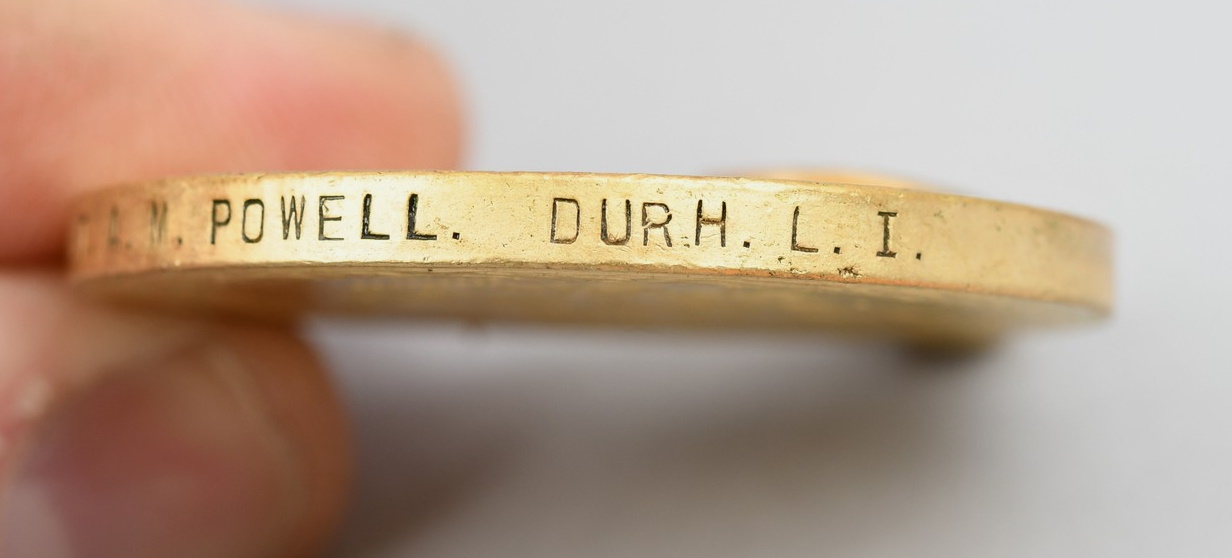 A. M. POWELL. DURH. L. I.